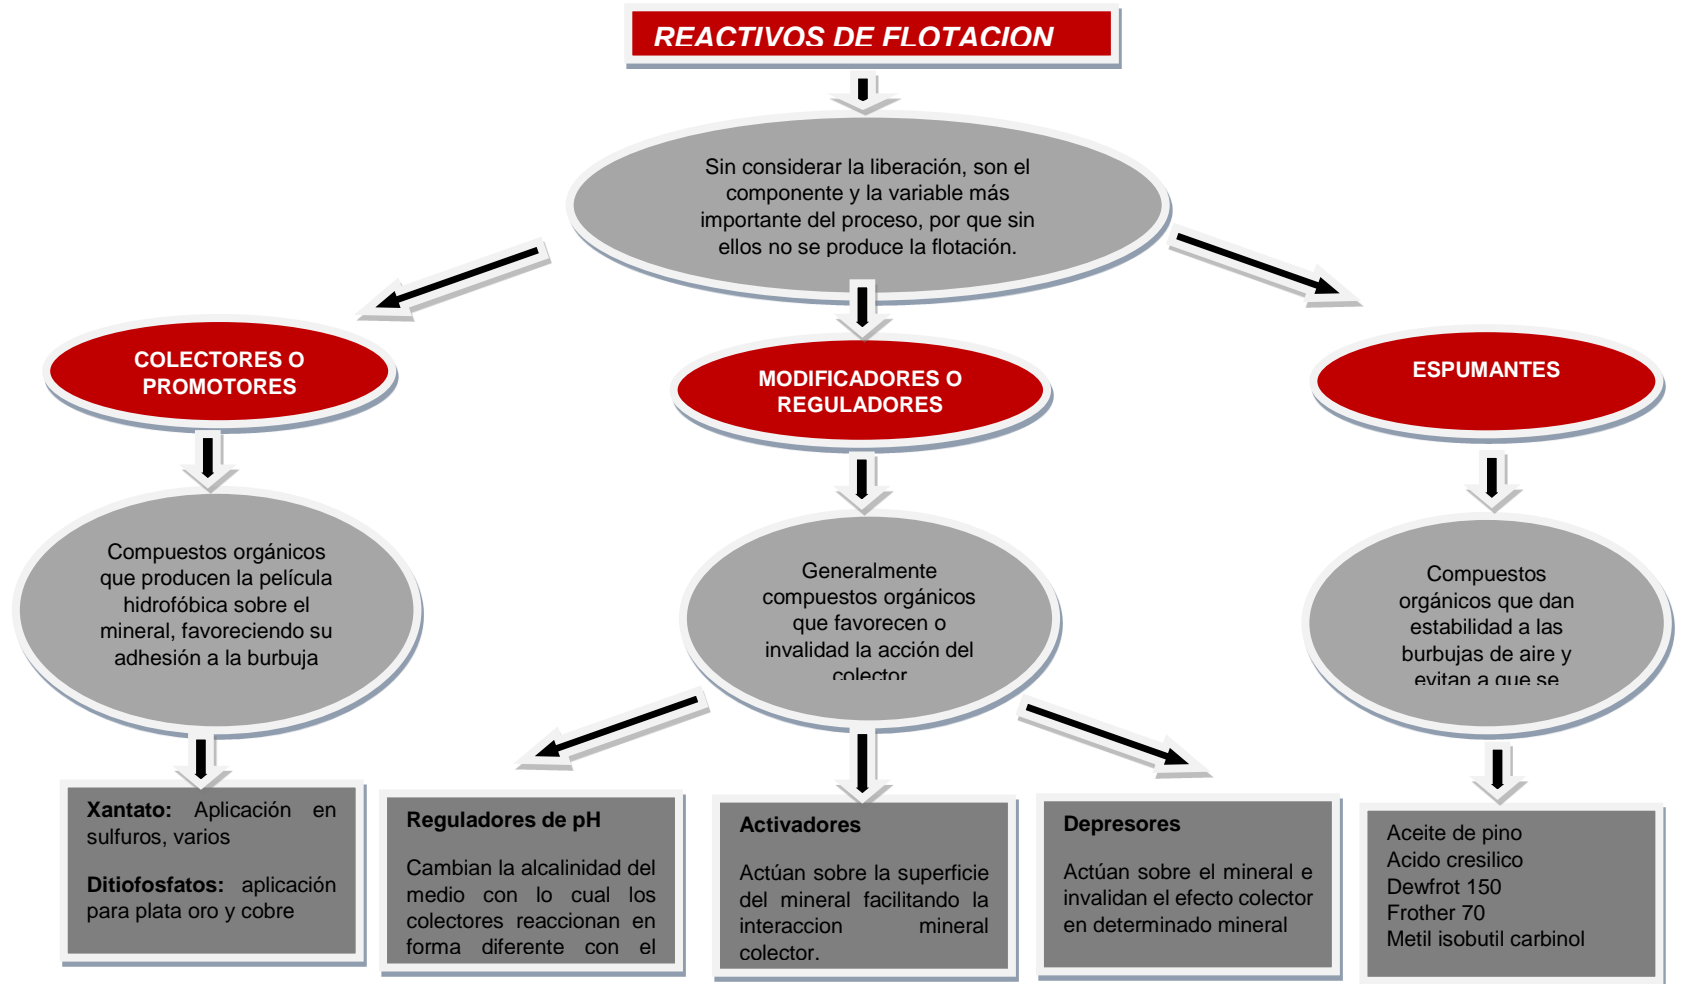 REACTIVOS DE FLOTACION
Sin considerar la liberación, son el
componente y la variable más
importante del proceso, por que sin
ellos no se produce la flotación.
COLECTORES O
PROMOTORES
MODIFICADORES O
REGULADORES
ESPUMANTES
Compuestos orgánicos
que producen la película
hidrofóbica sobre el
mineral, favoreciendo su
adhesión a la burbuja
Generalmente
compuestos orgánicos
que favorecen o
invalidad la acción del
colector
Compuestos
orgánicos que dan
estabilidad a las
burbujas de aire y
evitan a que se
Xantato: Aplicación en
sulfuros, varios
Ditiofosfatos: aplicación
para plata oro y cobre
Reguladores de pH
Cambian la alcalinidad del
medio con lo cual los
colectores reaccionan en
forma diferente con el
Activadores
Actúan sobre la superficie
del mineral facilitando la
interaccion mineral
colector.
Depresores
Actúan sobre el mineral e
invalidan el efecto colector
en determinado mineral
Aceite de pino
Acido cresilico
Dewfrot 150
Frother 70
Metil isobutil carbinol